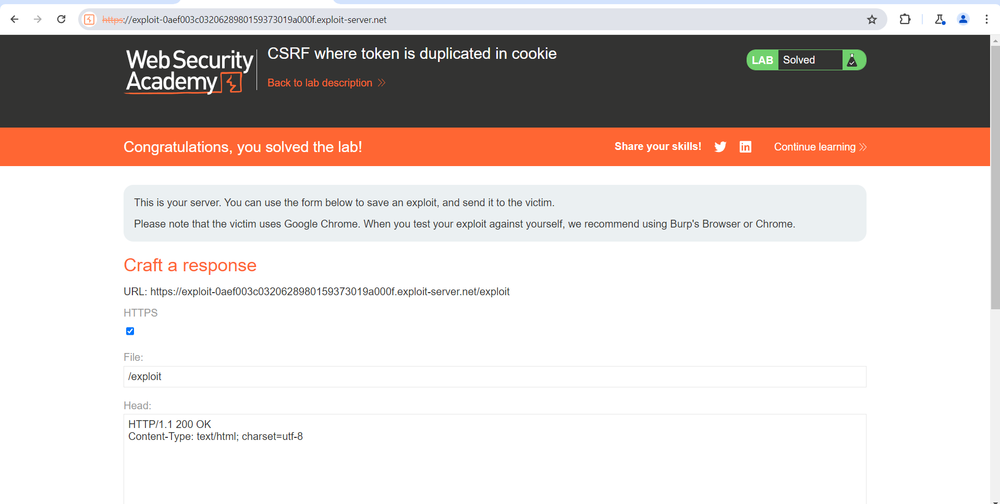 https://exploit-0aef003c0320628980159373019a000f.exploit-server.net
Web Security
Academy
CSRF where token is duplicated in cookie
Back to lab description
LAB Solved
Congratulations, you solved the lab!
Share your skills!
Continue learning
This is your server. You can use the form below to save an exploit, and send it to the victim.
Please note that the victim uses Google Chrome. When you test your exploit against yourself, we recommend using Burp's Browser or Chrome.
Craft a response
URL: https://exploit-0aef003c0320628980159373019a000f.exploit-server.net/exploit
HTTPS
File:
/exploit
Head:
HTTP/1.1 200 OK
Content-Type: text/html; charset=utf-8